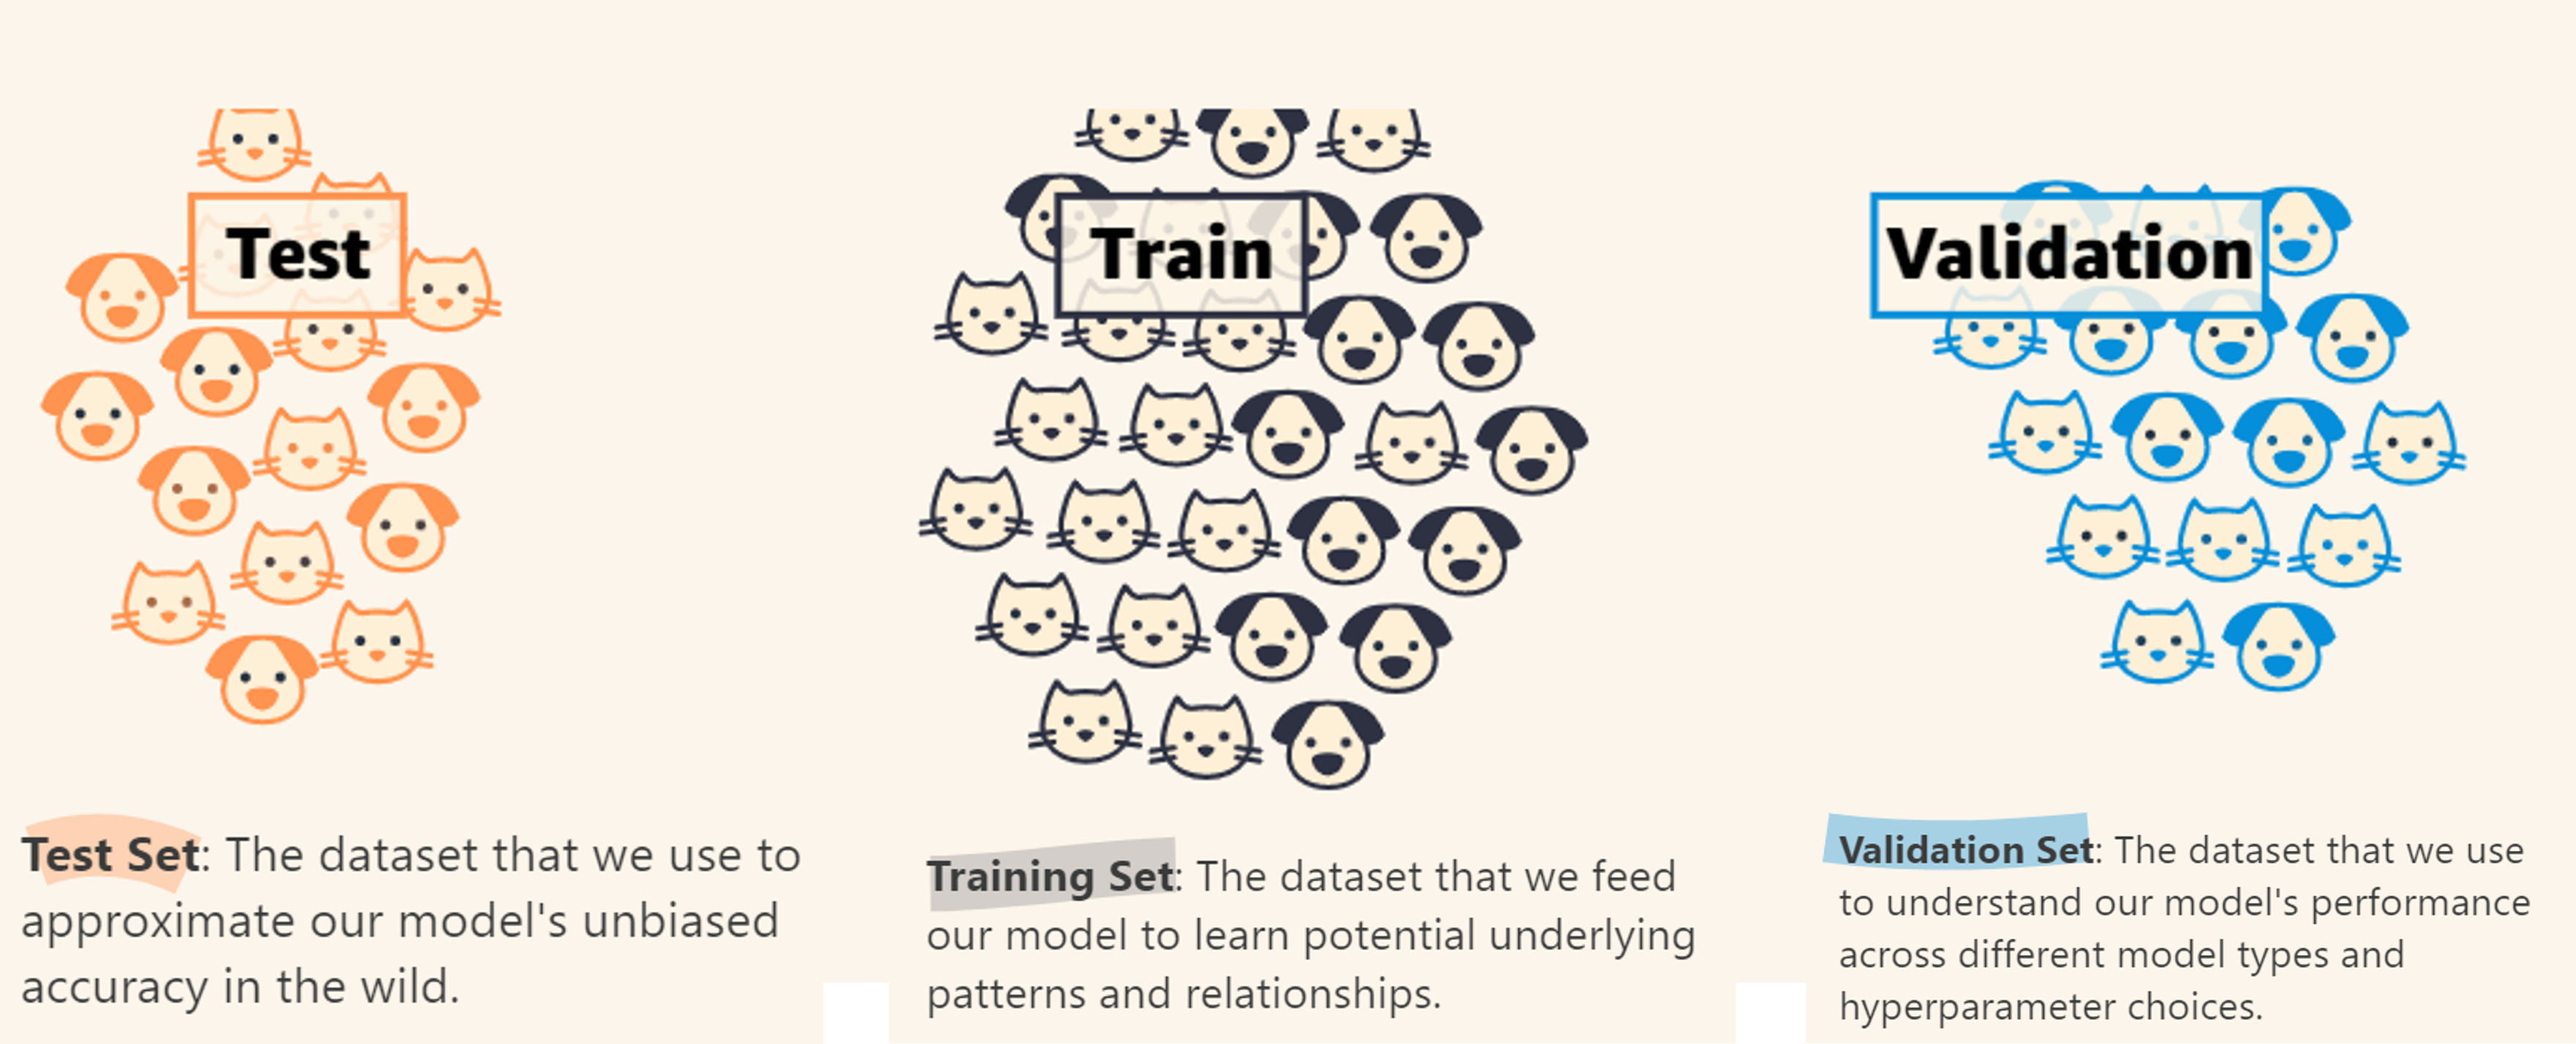 Test
Test Set: The dataset that we use to
approximate our model's unbiased
accuracy in the wild.
Train
Training Set: The dataset that we feed
our model to learn potential underlying
patterns and relationships.
Validation
Validation Set: The dataset that we use
to understand our model's performance
across different model types and
hyperparameter choices.